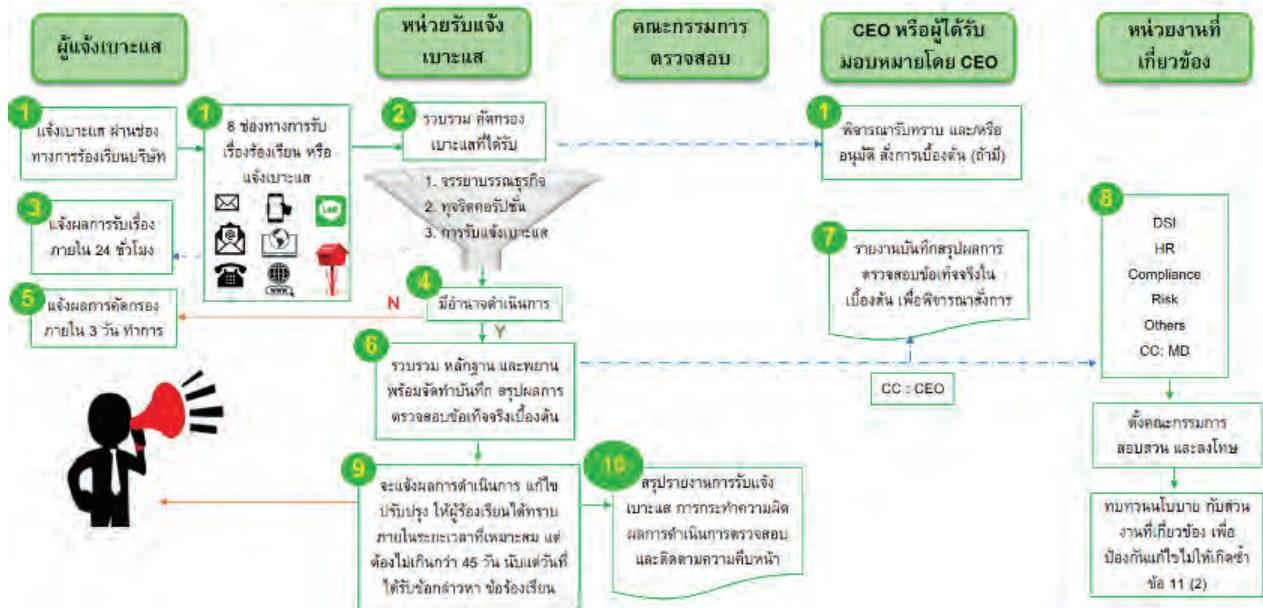 ผู้แจ้งเบาะแส
หน่วยรับแจ้ง
เบาะแส
คณะกรรมการ
ตรวจสอบ
CEO หรือผู้ได้รับ
มอบหมายโดย CEO
หน่วยงานที่
เกี่ยวข้อง
1
แจ้งเบาะแส ผ่านช่อง
ทางการร้องเรียนบริษัท
1
8 ช่องทางการรับ
เรื่องร้องเรียน หรือ
แจ้งเบาะแส
LINE
www
2
รวบรวม คัดกรอง
เบาะแสที่ได้รับ
1. จรรยาบรรณธุรกิจ
2. ทุจริตคอรัปชั่น
3. การรับแจ้งเบาะแส
1
พิจารณารับทราบ และ/หรือ
อนุมัติ สั่งการเบื้องต้น (ถ้ามี)
3
แจ้งผลการรับเรื่อง
ภายใน 24 ชั่วโมง
4
มีอำนาจดำเนินการ
N
Y
5
แจ้งผลการคัดกรอง
ภายใน 3 วัน ทำการ
6
รวบรวม หลักฐาน และพยาน
พร้อมจัดทำบันทึก สรุปผลการ
ตรวจสอบข้อเท็จจริงเบื้องต้น
7
รายงานบันทึกสรุปผลการ
ตรวจสอบข้อเท็จจริงใน
เบื้องต้น เพื่อพิจารณาสั่งการ
CC : CEO
8
DSI
HR
Compliance
Risk
Others
CC: MD
ตั้งคณะกรรมการ
สอบสวน และลงโทษ
ทบทวนนโยบาย กับส่วน
งานที่เกี่ยวข้อง เพื่อ
ป้องกันแก้ไขไม่ให้เกิดซ้ำ
ข้อ 11 (2)
9
จะแจ้งผลการดำเนินการ แก้ไข
ปรับปรุง ให้ผู้ร้องเรียนได้ทราบ
ภายในระยะเวลาที่เหมาะสม แต่
ต้องไม่เกินกว่า 45 วัน นับแต่วันที่
ได้รับข้อกล่าวหา ข้อร้องเรียน
10
สรุปรายงานการรับแจ้ง
เบาะแส การกระทำความผิด
ผลการดำเนินการตรวจสอบ
และติดตามความคืบหน้า